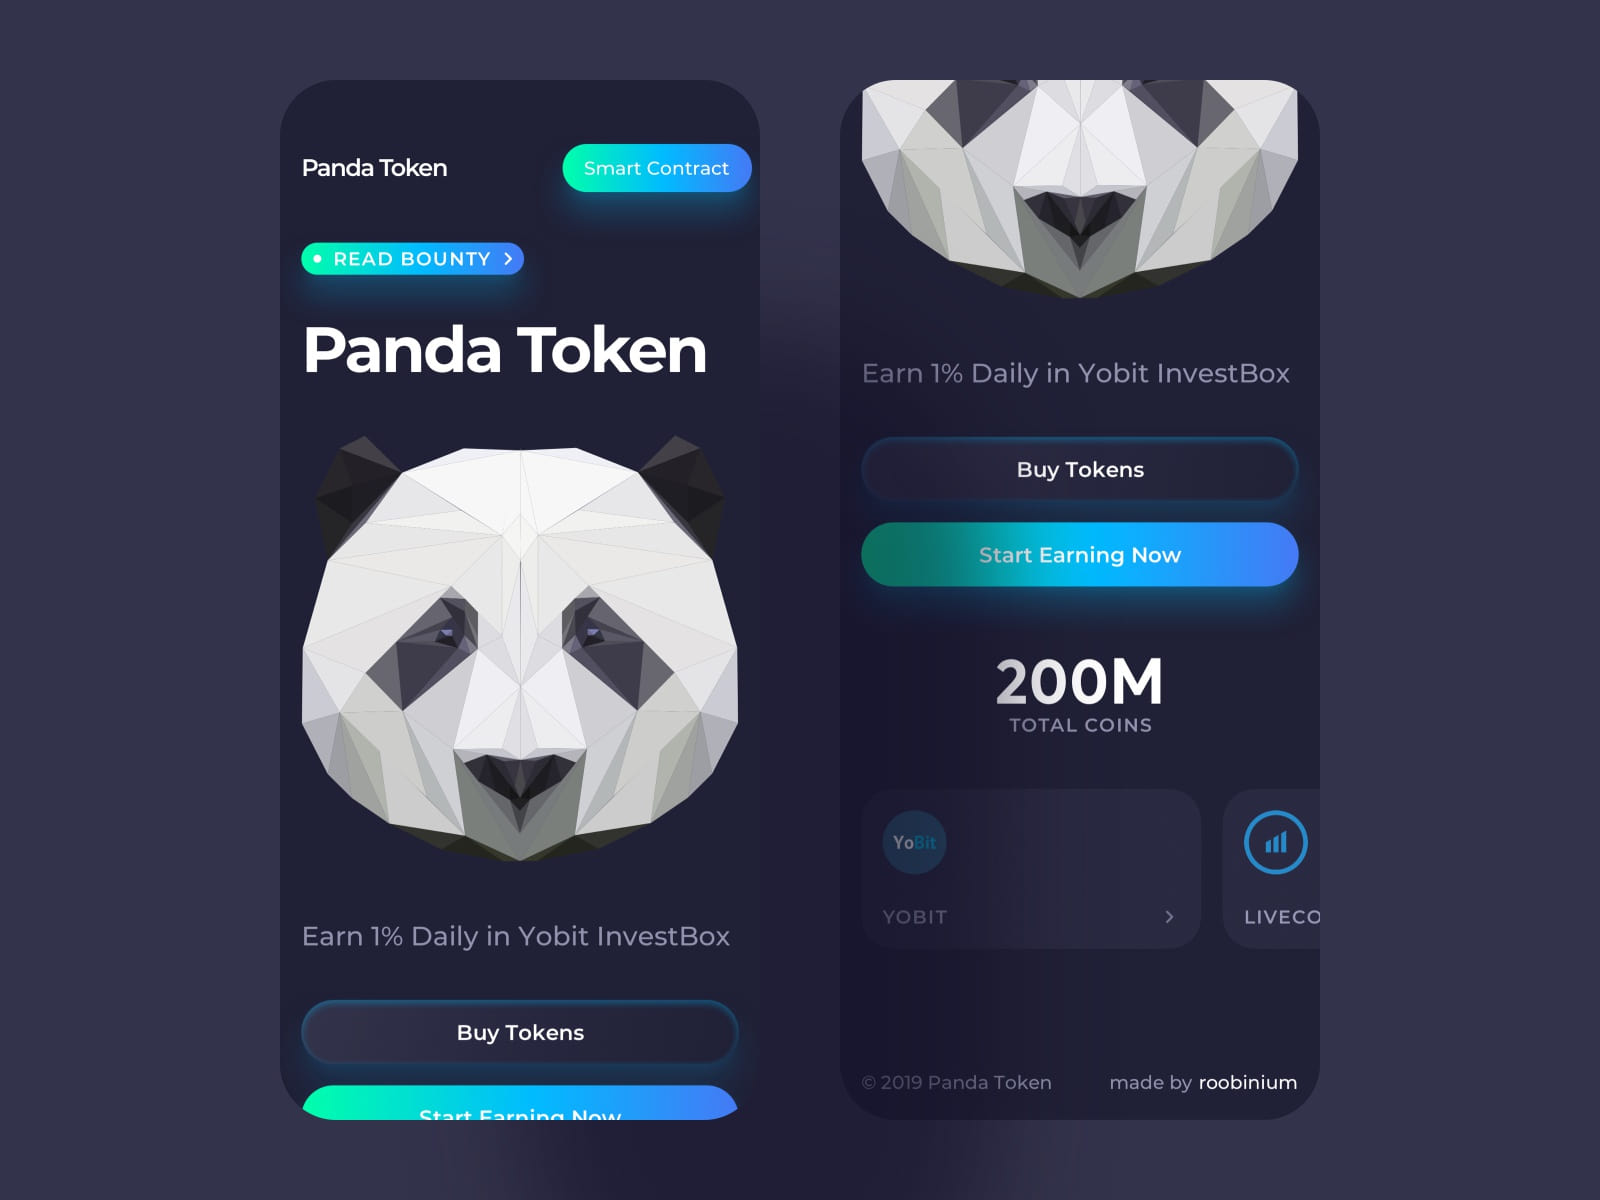 Panda Token
Smart Contract
READ BOUNTY
Panda Token
Earn 1% Daily in Yobit InvestBox
Buy Tokens
Start Earning Now
Earn 1% Daily in Yobit InvestBox
Buy Tokens
Start Earning Now
200M
TOTAL COINS
YoBit
YOBIT
LIVECO
© 2019 Panda Token
made by roobinium